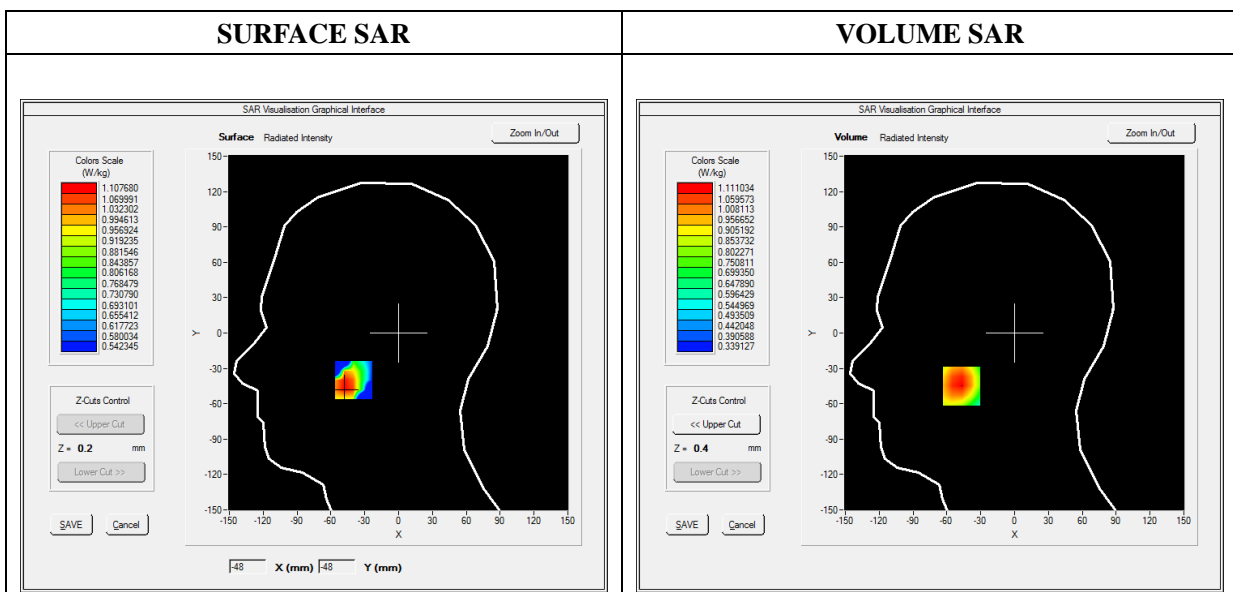 SURFACE SAR
VOLUME SAR
SAR Visualisation Graphical Interface
Surface Radiated Intensity
Zoom In/Out
Colors Scale
(W/kg)
1.107680
1.069991
1.032302
0.994613
0.956924
0.919235
0.881546
0.843857
0.806168
0.768479
0.730790
0.693101
0.655412
0.617723
0.580034
0.542345
Z-Cuts Control
<< Upper Cut
Z = 0.2 mm
Lower Cut >>
SAVE Cancel
150
120
90
60
30
Y 0
-30
-60
-90
-120
-150
-150 -120 -90 -60 -30 0 30 60 90 120 150
X
-48 X (mm) -48 Y (mm)
SAR Visualisation Graphical Interface
Volume Radiated Intensity
Zoom In/Out
Colors Scale
(W/kg)
1.111034
1.059573
1.008113
0.956652
0.905192
0.853732
0.802271
0.750811
0.699350
0.647890
0.596429
0.544969
0.493509
0.442048
0.390588
0.339127
Z-Cuts Control
<< Upper Cut
Z = 0.4 mm
Lower Cut >>
SAVE Cancel
150
120
90
60
30
Y 0
-30
-60
-90
-120
-150
-150 -120 -90 -60 -30 0 30 60 90 120 150
X